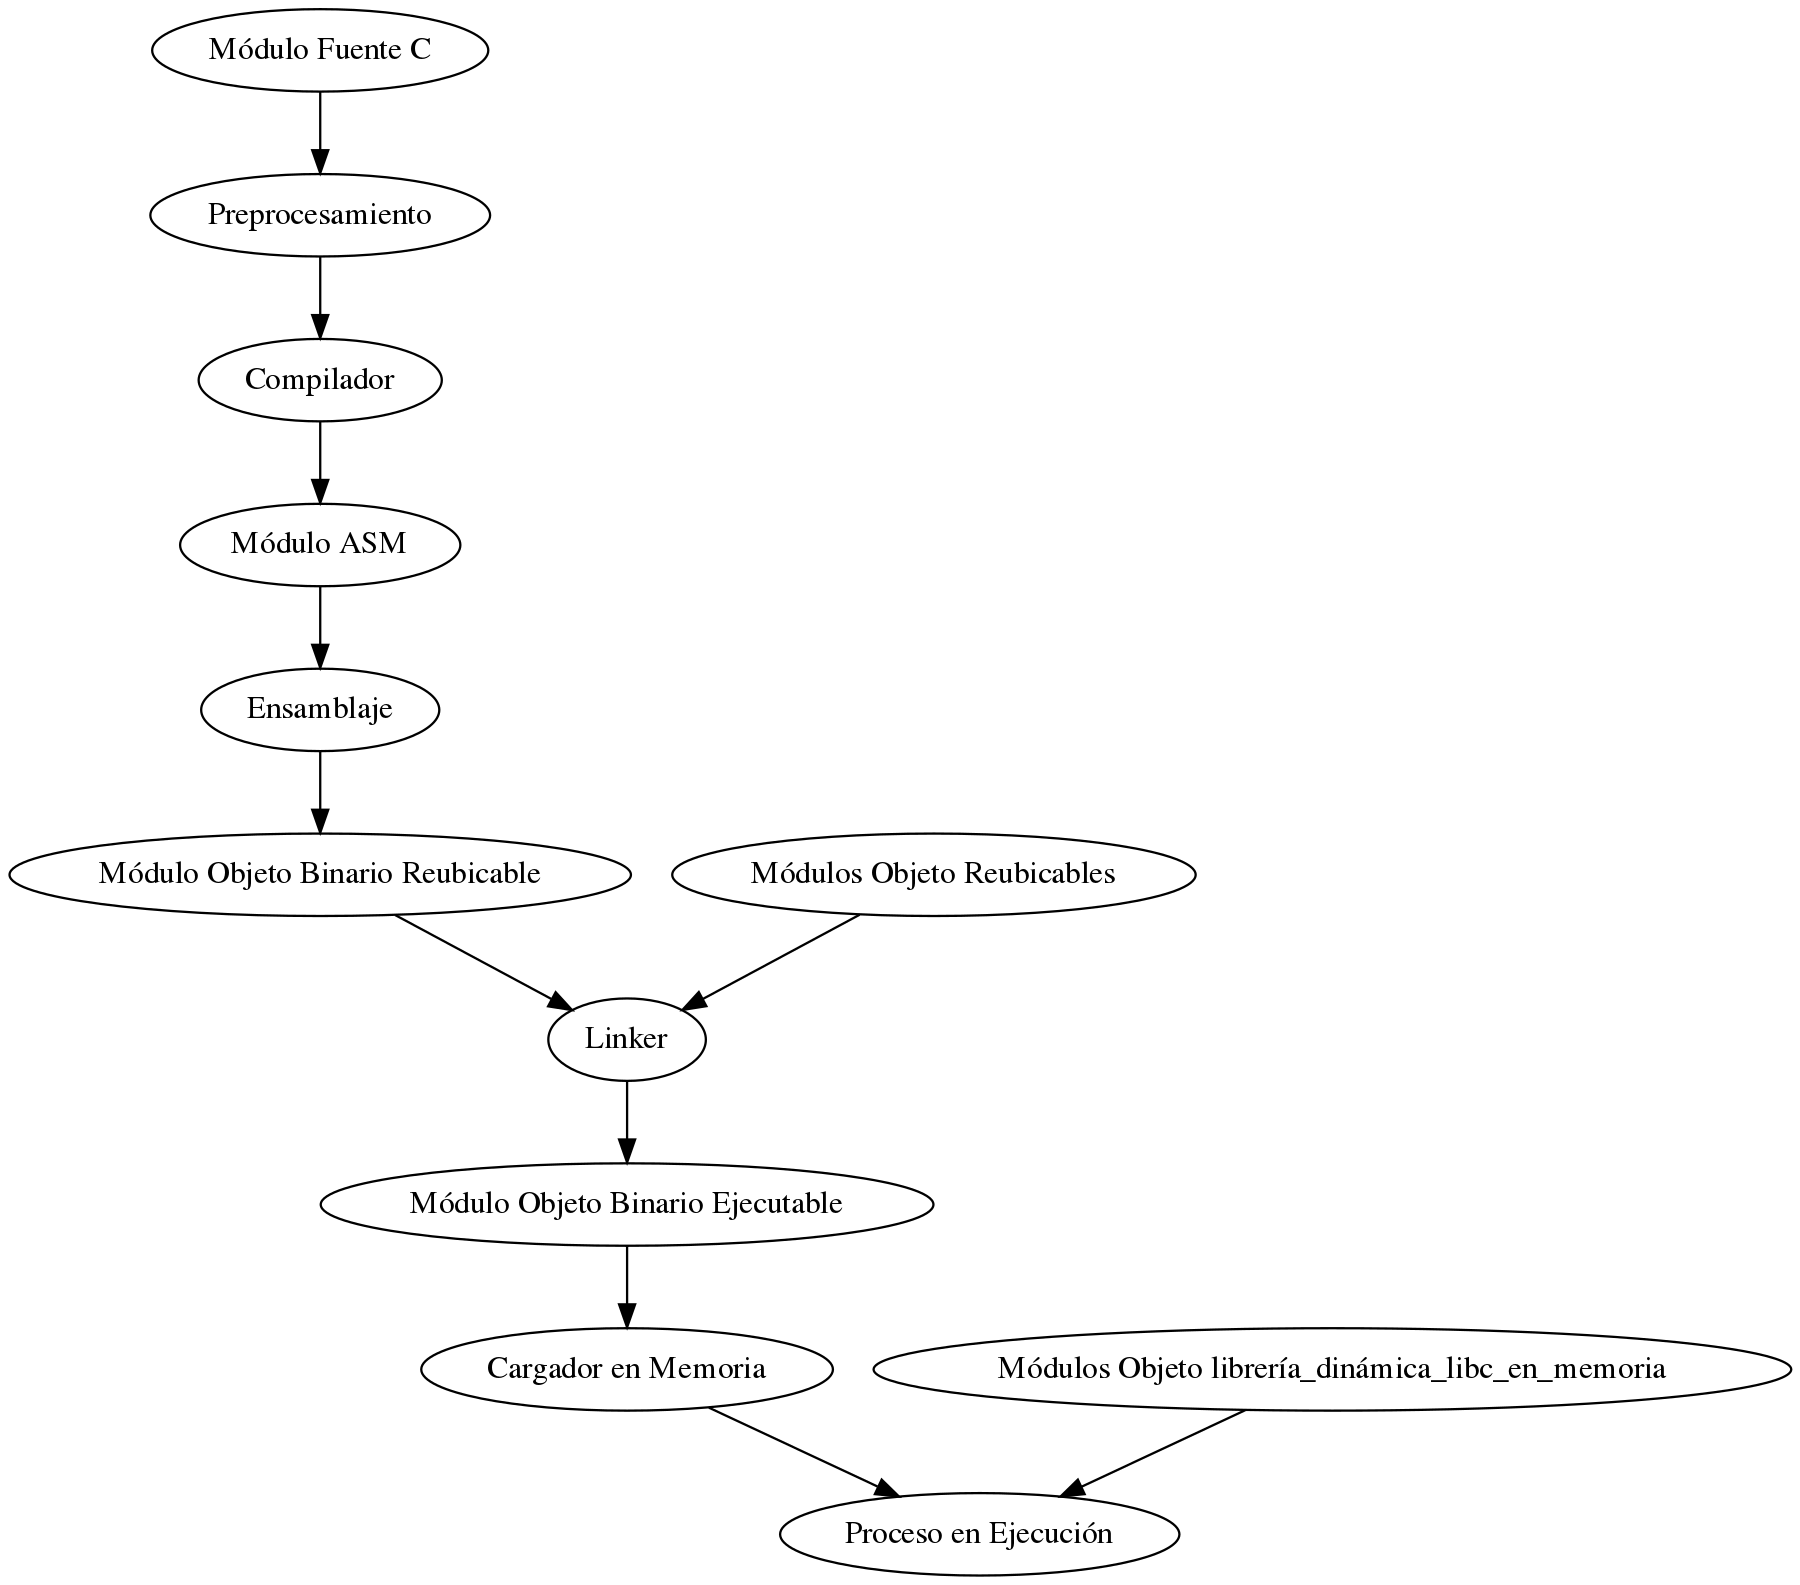 Módulo Fuente C
Preprocesamiento
Compilador
Módulo ASM
Ensamblaje
Módulo Objeto Binario Reubicable
Módulos Objeto Reubicables
Linker
Módulo Objeto Binario Ejecutable
Cargador en Memoria
Módulos Objeto librería_dinámica_libc_en_memoria
Proceso en Ejecución